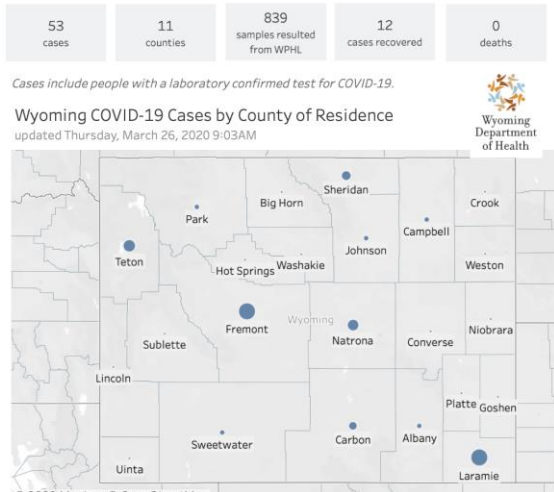 53
cases
11
counties
839
samples resulted
from WPHL
12
cases recovered
0
deaths
Cases include people with a laboratory confirmed test for COVID-19.
Wyoming COVID-19 Cases by County of Residence
updated Thursday, March 26, 2020 9:03AM
Wyoming
Department
of Health
Sheridan
Big Horn
Crook
Park
Campbell
Johnson
Teton
Hot Springs
Washakie
Weston
Fremont
Wyoming
Natrona
Niobrara
Sublette
Converse
Lincoln
Platte
Goshen
Sweetwater
Carbon
Albany
Uinta
Laramie